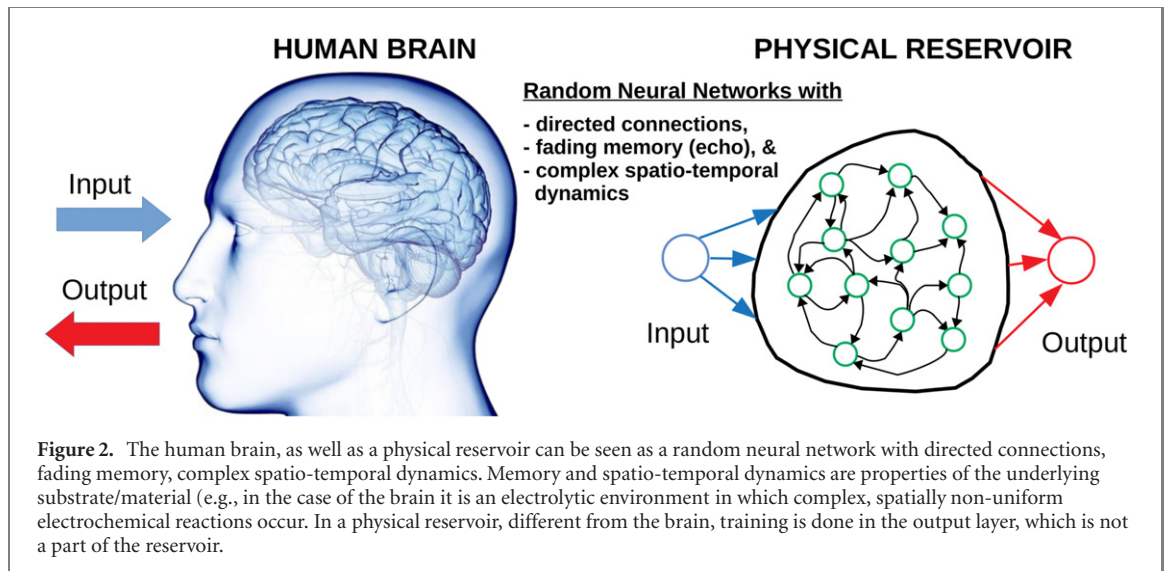 HUMAN BRAIN
PHYSICAL RESERVOIR
Random Neural Networks with
- directed connections,
- fading memory (echo), &
- complex spatio-temporal
dynamics
Input
Output
Input
Output
Figure 2. The human brain, as well as a physical reservoir can be seen as a random neural network with directed connections,
fading memory, complex spatio-temporal dynamics. Memory and spatio-temporal dynamics are properties of the underlying
substrate/material (e.g., in the case of the brain it is an electrolytic environment in which complex, spatially non-uniform
electrochemical reactions occur. In a physical reservoir, different from the brain, training is done in the output layer, which is not
a part of the reservoir.